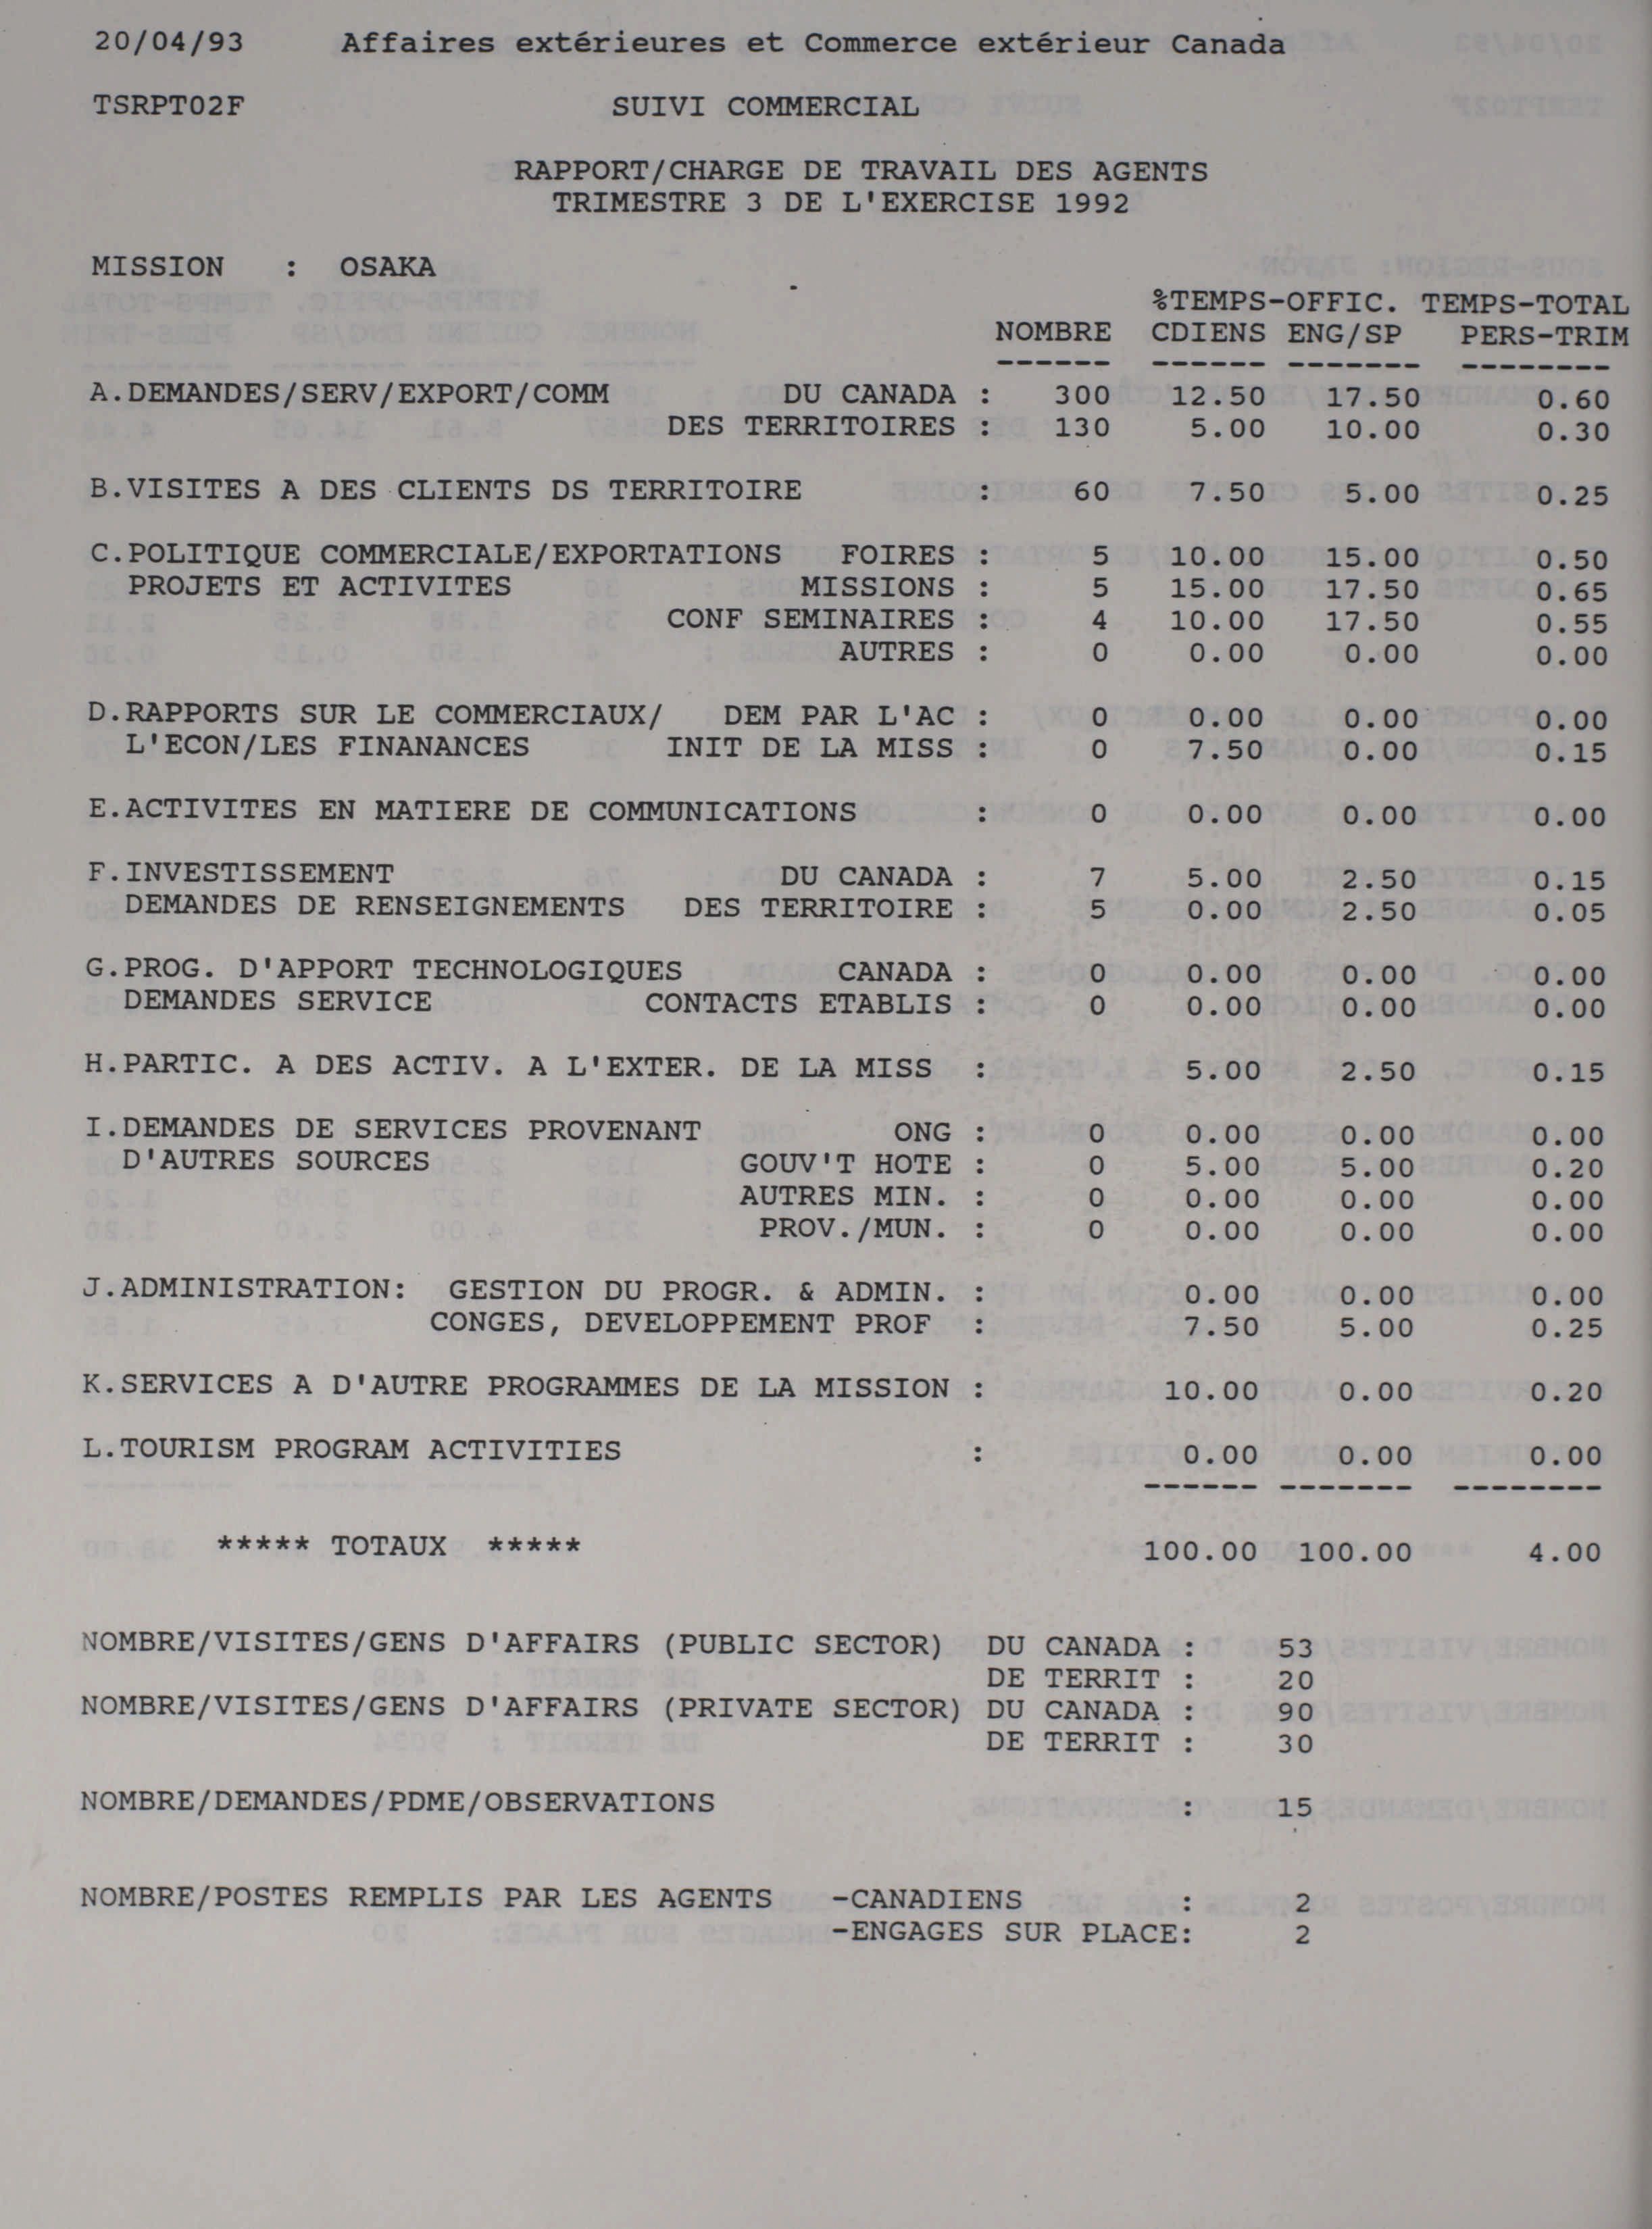 20/04/93 Affaires extérieures et Commerce extérieur Canada
TSRPT02F SUIVI COMMERCIAL
RAPPORT/CHARGE DE TRAVAIL DES AGENTS
TRIMESTRE 3 DE L'EXERCISE 1992
MISSION : OSAKA
%TEMPS-OFFIC. TEMPS-TOTAL
NOMBRE CDIENS ENG/SP PERS-TRIM
------ ------ ------- --------
A.DEMANDES/SERV/EXPORT/COMM DU CANADA : 300 12.50 17.50 0.60
DES TERRITOIRES : 130 5.00 10.00 0.30
B.VISITES A DES CLIENTS DS TERRITOIRE : 60 7.50 5.00 0.25
C.POLITIQUE COMMERCIALE/EXPORTATIONS FOIRES : 5 10.00 15.00 0.50
PROJETS ET ACTIVITES MISSIONS : 5 15.00 17.50 0.65
CONF SEMINAIRES : 4 10.00 17.50 0.55
AUTRES : 0 0.00 0.00 0.00
D.RAPPORTS SUR LE COMMERCIAUX/ DEM PAR L'AC : 0 0.00 0.00 0.00
L'ECON/LES FINANANCES INIT DE LA MISS : 0 7.50 0.00 0.15
E.ACTIVITES EN MATIERE DE COMMUNICATIONS : 0 0.00 0.00 0.00
F.INVESTISSEMENT DU CANADA : 7 5.00 2.50 0.15
DEMANDES DE RENSEIGNEMENTS DES TERRITOIRE : 5 0.00 2.50 0.05
G.PROG. D'APPORT TECHNOLOGIQUES CANADA : 0 0.00 0.00 0.00
DEMANDES SERVICE CONTACTS ETABLIS : 0 0.00 0.00 0.00
H.PARTIC. A DES ACTIV. A L'EXTER. DE LA MISS : 5.00 2.50 0.15
I.DEMANDES DE SERVICES PROVENANT ONG : 0 0.00 0.00 0.00
D'AUTRES SOURCES GOUV'T HOTE : 0 5.00 5.00 0.20
AUTRES MIN. : 0 0.00 0.00 0.00
PROV./MUN. : 0 0.00 0.00 0.00
J.ADMINISTRATION: GESTION DU PROGR. & ADMIN. : 0.00 0.00 0.00
CONGES, DEVELOPPEMENT PROF : 7.50 5.00 0.25
K.SERVICES A D'AUTRE PROGRAMMES DE LA MISSION : 10.00 0.00 0.20
L.TOURISM PROGRAM ACTIVITIES : 0.00 0.00 0.00
------ ------- --------
***** TOTAUX ***** 100.00 100.00 4.00
NOMBRE/VISITES/GENS D'AFFAIRS (PUBLIC SECTOR) DU CANADA : 53
DE TERRIT : 20
NOMBRE/VISITES/GENS D'AFFAIRS (PRIVATE SECTOR) DU CANADA : 90
DE TERRIT : 30
NOMBRE/DEMANDES/PDME/OBSERVATIONS : 15
NOMBRE/POSTES REMPLIS PAR LES AGENTS -CANADIENS : 2
-ENGAGES SUR PLACE: 2